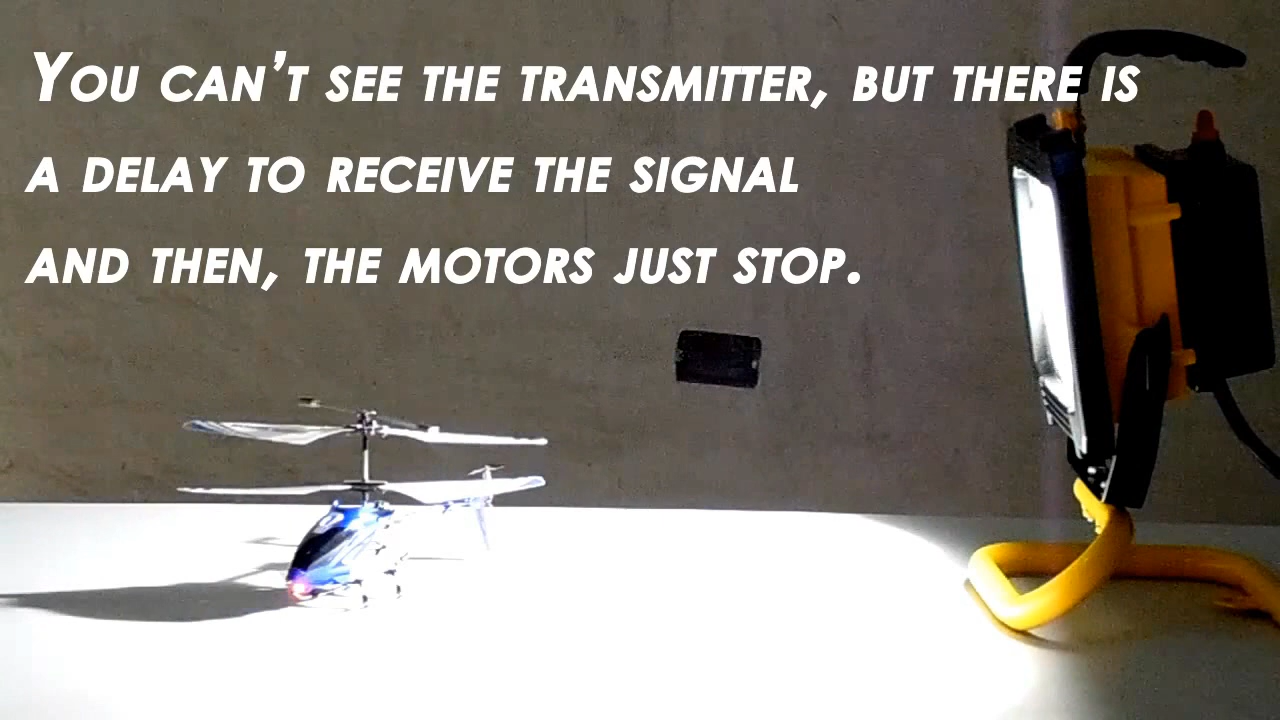 You can't see the transmitter, but there is
a delay to receive the signal
and then, the motors just stop.